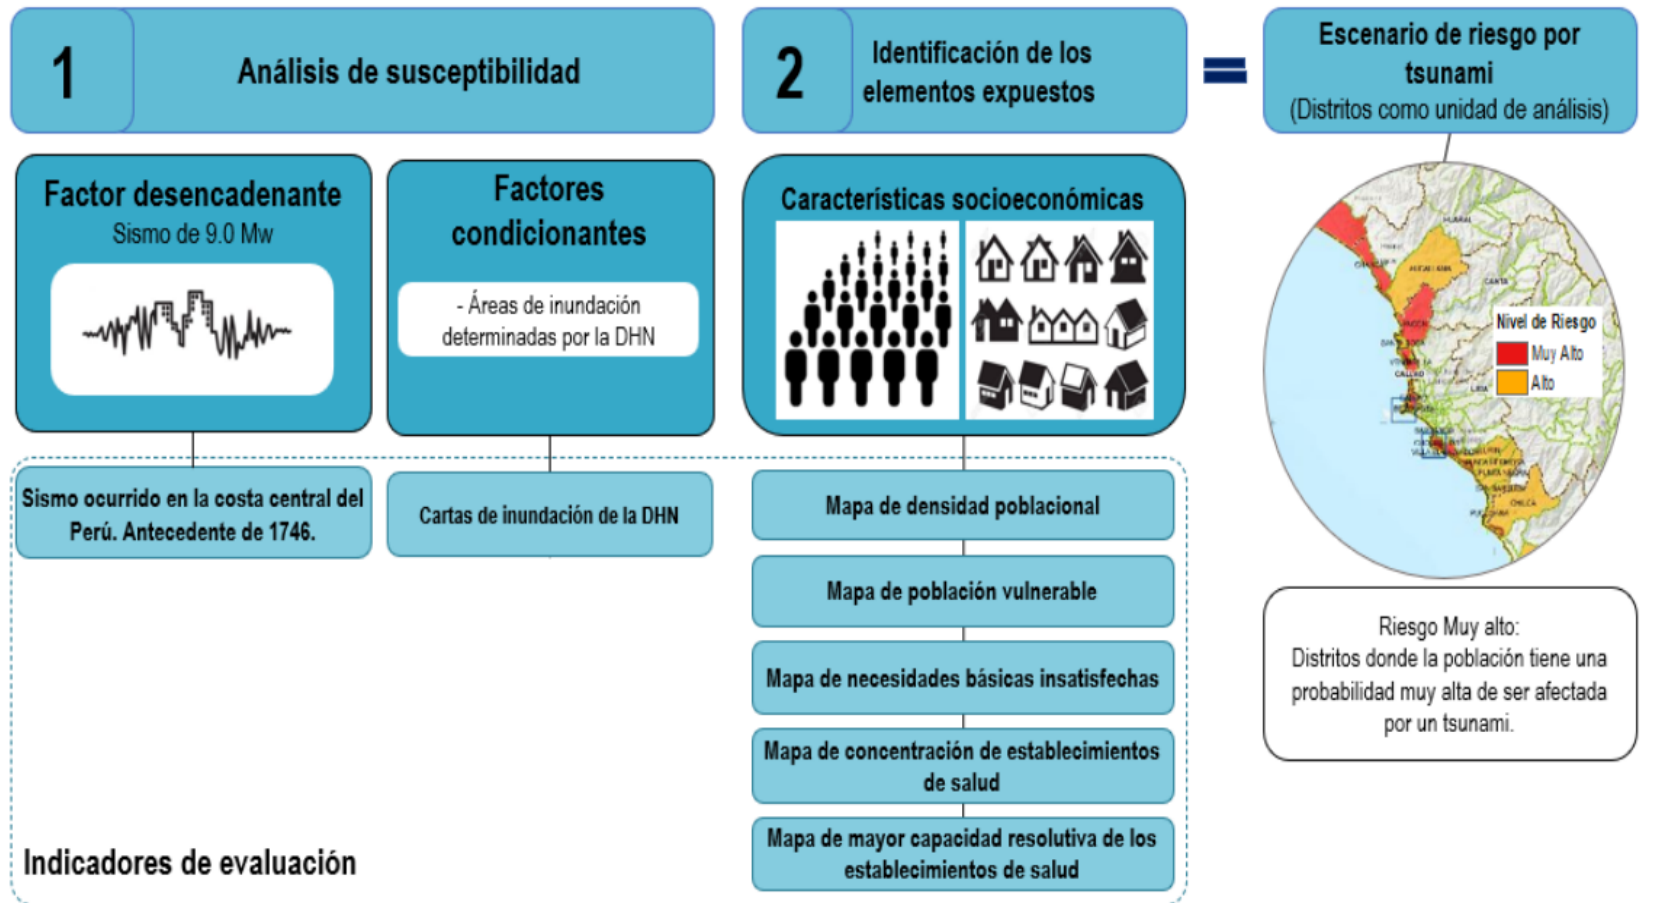 1
Análisis de susceptibilidad
2
Identificación de los
elementos expuestos
=
Escenario de riesgo por
tsunami
(Distritos como unidad de análisis)
Factor desencadenante
Sismo de 9.0 Mw
Factores
condicionantes
- Áreas de inundación
determinadas por la DHN
Características socioeconómicas
Sismo ocurrido en la costa central del
Perú. Antecedente de 1746.
Cartas de inundación de la DHN
Mapa de densidad poblacional
Mapa de población vulnerable
Mapa de necesidades básicas insatisfechas
Mapa de concentración de establecimientos
de salud
Mapa de mayor capacidad resolutiva de los
establecimientos de salud
Indicadores de evaluación
HUARAL
CANTA
Nivel de Riesgo
Muy Alto
Alto
CALLAO
LIMA
CHILCA
Riesgo Muy alto:
Distritos donde la población tiene una
probabilidad muy alta de ser afectada
por un tsunami.